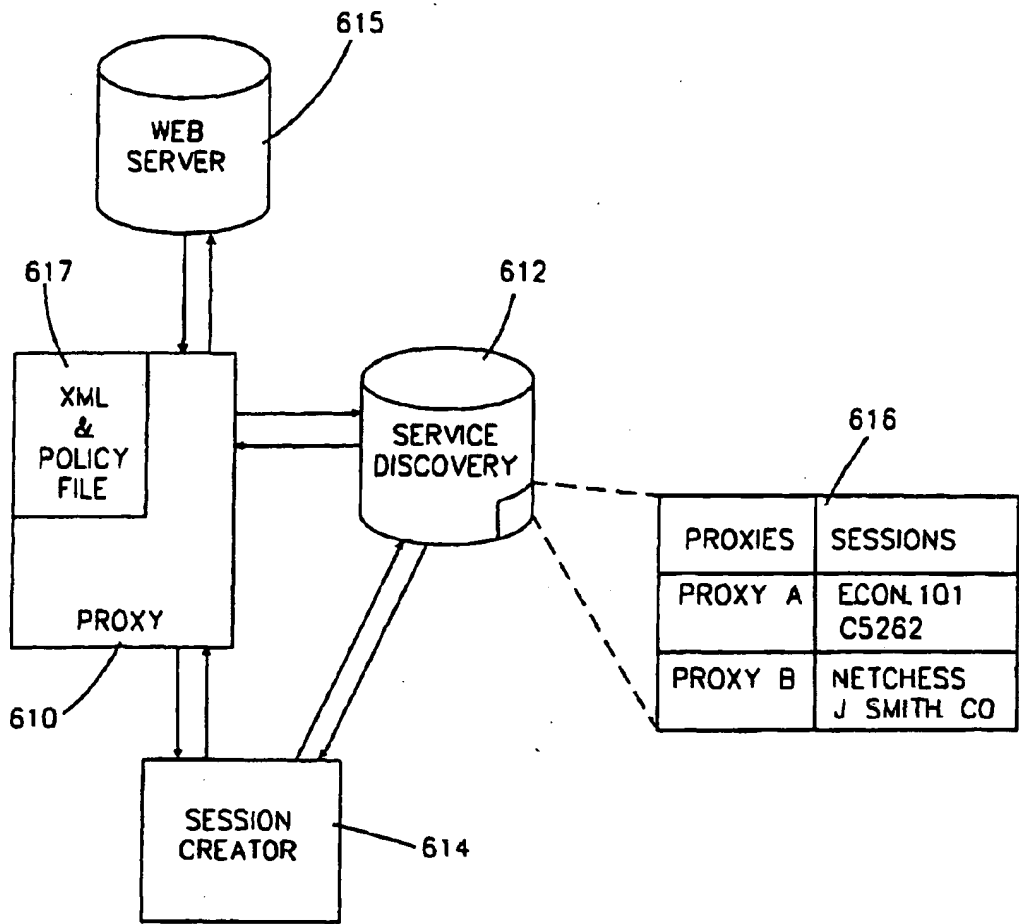 615
WEB
SERVER
617
612
XML
&
POLICY
FILE
SERVICE
DISCOVERY
616
PROXIES SESSIONS
PROXY A ECON.101
C5262
PROXY B NETCHESS
J SMITH. CO
PROXY
610
SESSION
CREATOR
614